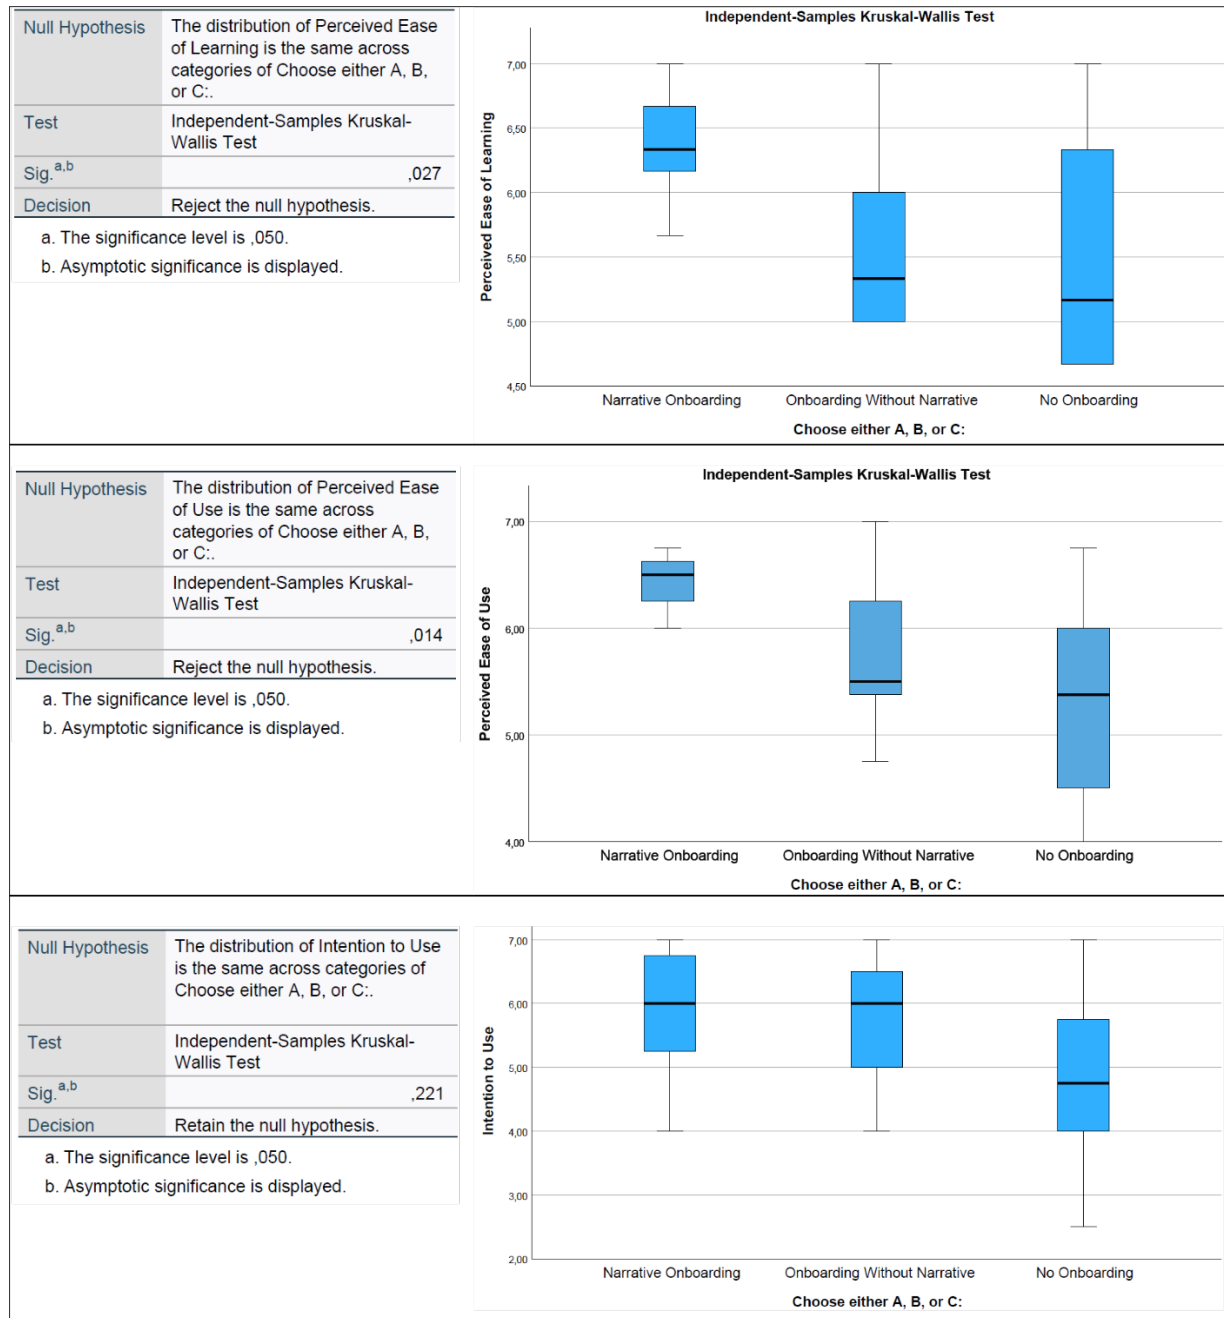 Null Hypothesis
The distribution of Perceived Ease
of Learning is the same across
categories of Choose either A, B,
or C:.
Test
Independent-Samples Kruskal-
Wallis Test
Sig.a,b
,027
Decision
Reject the null hypothesis.
a. The significance level is ,050.
b. Asymptotic significance is displayed.
Independent-Samples Kruskal-Wallis Test
Perceived Ease of Learning
7,00
6,50
6,00
5,50
5,00
4,50
Narrative Onboarding
Onboarding Without Narrative
No Onboarding
Choose either A, B, or C:
Null Hypothesis
The distribution of Perceived Ease
of Use is the same across
categories of Choose either A, B,
or C:.
Test
Independent-Samples Kruskal-
Wallis Test
Sig.a,b
,014
Decision
Reject the null hypothesis.
a. The significance level is ,050.
b. Asymptotic significance is displayed.
Independent-Samples Kruskal-Wallis Test
Perceived Ease of Use
7,00
6,00
5,00
4,00
Narrative Onboarding
Onboarding Without Narrative
No Onboarding
Choose either A, B, or C:
Null Hypothesis
The distribution of Intention to Use
is the same across categories of
Choose either A, B, or C:.
Test
Independent-Samples Kruskal-
Wallis Test
Sig.a,b
,221
Decision
Retain the null hypothesis.
a. The significance level is ,050.
b. Asymptotic significance is displayed.
Intention to Use
7,00
6,00
5,00
4,00
3,00
2,00
Narrative Onboarding
Onboarding Without Narrative
No Onboarding
Choose either A, B, or C: